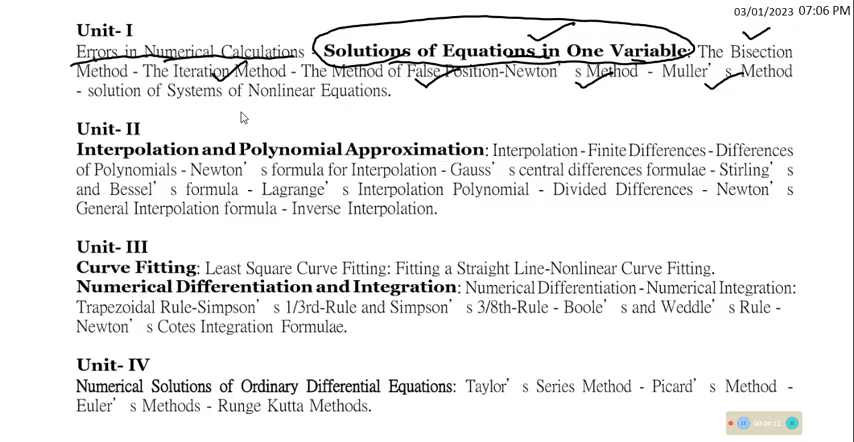 03/01/2023 07:06 PM
Unit- I
Errors in Numerical Calculations - Solutions of Equations in One Variable: The Bisection
Method - The Iteration Method - The Method of False Position-Newton’ s Method - Muller’ s Method
- solution of Systems of Nonlinear Equations.
Unit- II
Interpolation and Polynomial Approximation: Interpolation - Finite Differences - Differences
of Polynomials - Newton’ s formula for Interpolation - Gauss’ s central differences formulae - Stirling’ s
and Bessel’ s formula - Lagrange’ s Interpolation Polynomial - Divided Differences - Newton’ s
General Interpolation formula - Inverse Interpolation.
Unit- III
Curve Fitting: Least Square Curve Fitting: Fitting a Straight Line-Nonlinear Curve Fitting.
Numerical Differentiation and Integration: Numerical Differentiation - Numerical Integration:
Trapezoidal Rule-Simpson’ s 1/3rd-Rule and Simpson’ s 3/8th-Rule - Boole’ s and Weddle’ s Rule -
Newton’ s Cotes Integration Formulae.
Unit- IV
Numerical Solutions of Ordinary Differential Equations: Taylor’ s Series Method - Picard’ s Method -
Euler’ s Methods - Runge Kutta Methods.
00:04:12